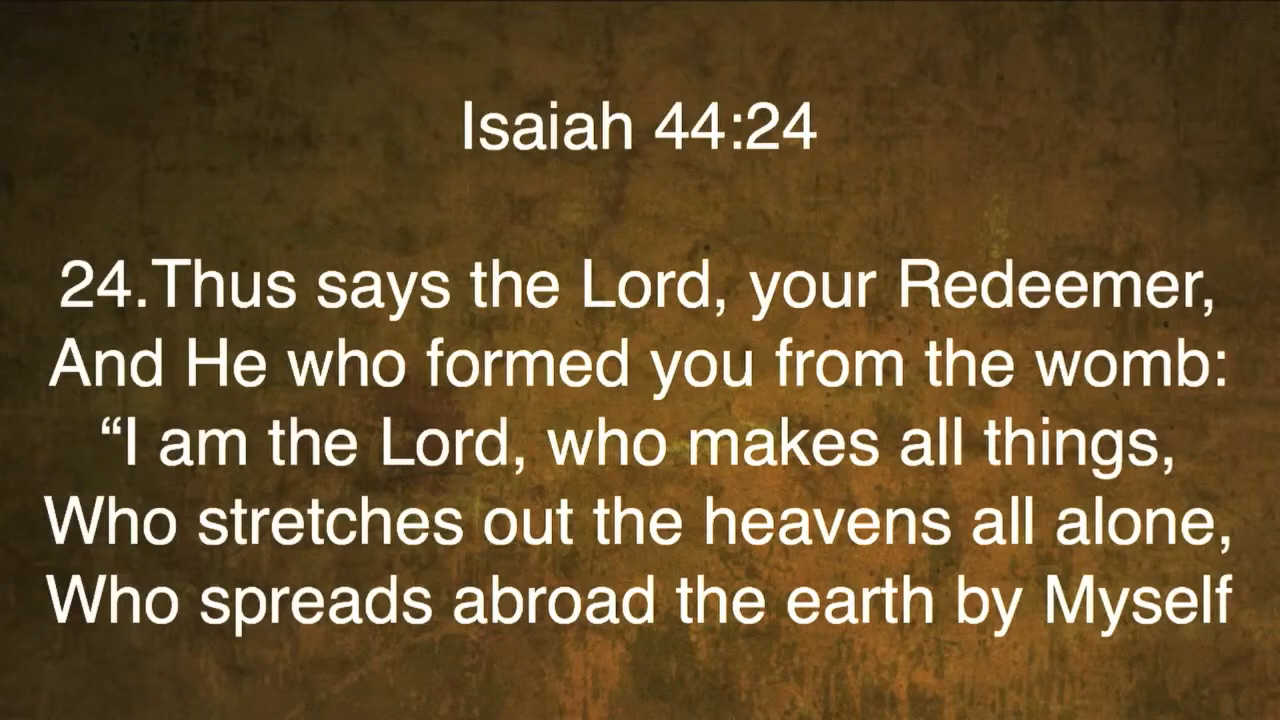 Isaiah 44:24
24.Thus says the Lord, your Redeemer,
And He who formed you from the womb:
“I am the Lord, who makes all things,
Who stretches out the heavens all alone,
Who spreads abroad the earth by Myself